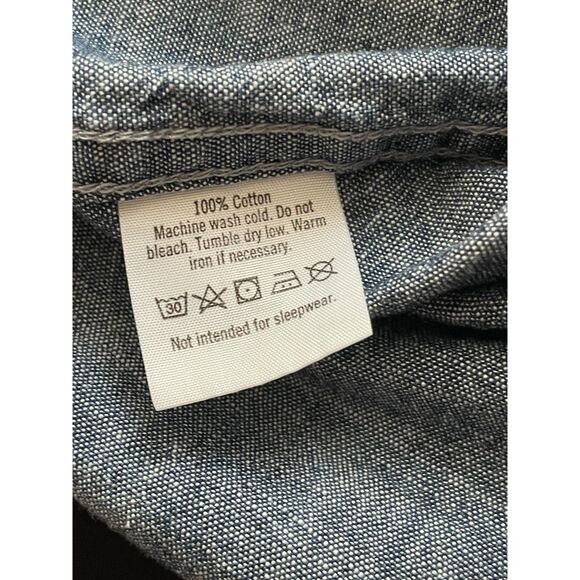 100% Cotton
Machine wash cold. Do not
bleach. Tumble dry low. Warm
iron if necessary.
30
Not intended for sleepwear.